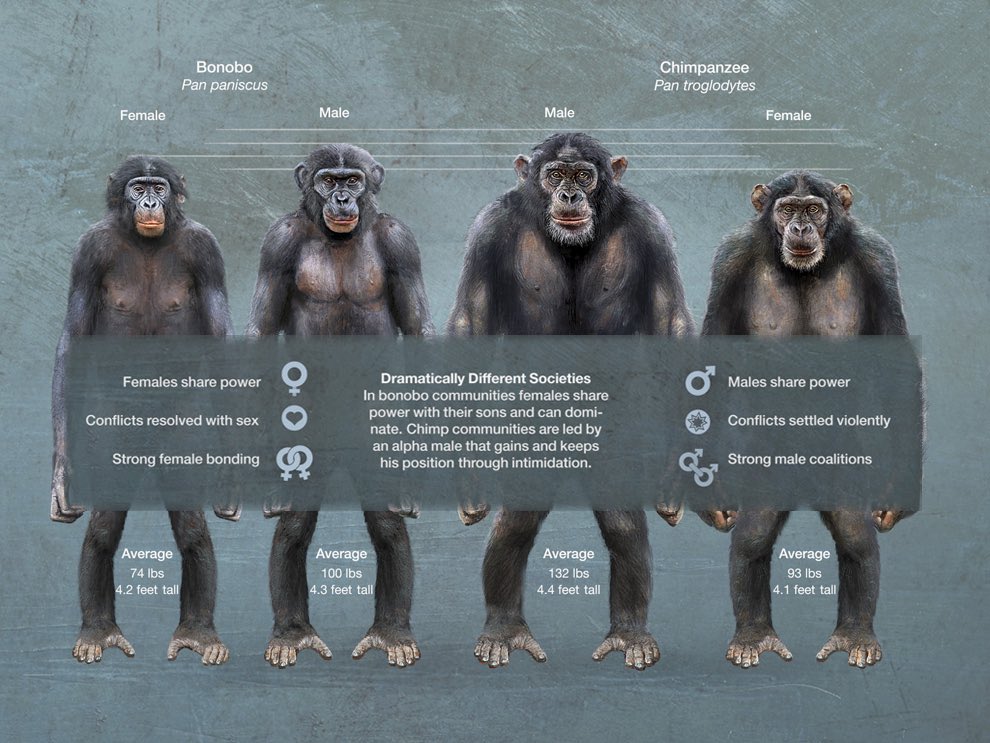 Bonobo
Pan paniscus
Chimpanzee
Pan troglodytes
Female
Male
Male
Female
Females share power
Conflicts resolved with sex
Strong female bonding
Dramatically Different Societies
In bonobo communities females share
power with their sons and can domi-
nate. Chimp communities are led by
an alpha male that gains and keeps
his position through intimidation.
Males share power
Conflicts settled violently
Strong male coalitions
Average
74 lbs
4.2 feet tall
Average
100 lbs
4.3 feet tall
Average
132 lbs
4.4 feet tall
Average
93 lbs
4.1 feet tall